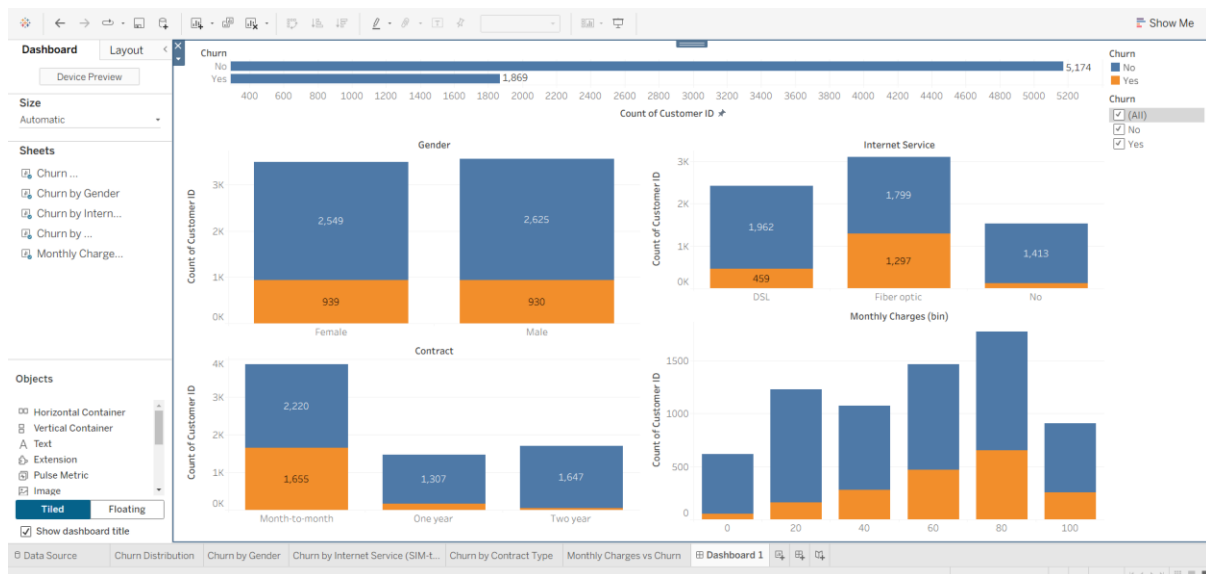 Show Me
Dashboard
Layout
Device Preview
Size
Automatic
Sheets
Churn ...
Churn by Gender
Churn by Intern...
Churn by ...
Monthly Charge...
Objects
Horizontal Container
Vertical Container
Text
Extension
Pulse Metric
Image
Tiled
Floating
Show dashboard title
Churn
No
5,174
Yes
1,869
400 600 800 1000 1200 1400 1600 1800 2000 2200 2400 2600 2800 3000 3200 3400 3600 3800 4000 4200 4400 4600 4800 5000 5200
Count of Customer ID
Churn
No
Yes
Churn
(All)
No
Yes
Gender
Count of Customer ID
3K
2K
1K
0K
2,549
2,625
939
930
Female
Male
Internet Service
Count of Customer ID
3K
2K
1K
0K
1,962
1,799
1,413
459
1,297
DSL
Fiber optic
No
Contract
Count of Customer ID
4K
2K
1K
0K
2,220
1,655
1,307
1,647
Month-to-month
One year
Two year
Monthly Charges (bin)
Count of Customer ID
1500
1000
500
0
0 20 40 60 80 100
Data Source
Churn Distribution
Churn by Gender
Churn by Internet Service (SIM-t...
Churn by Contract Type
Monthly Charges vs Churn
Dashboard 1